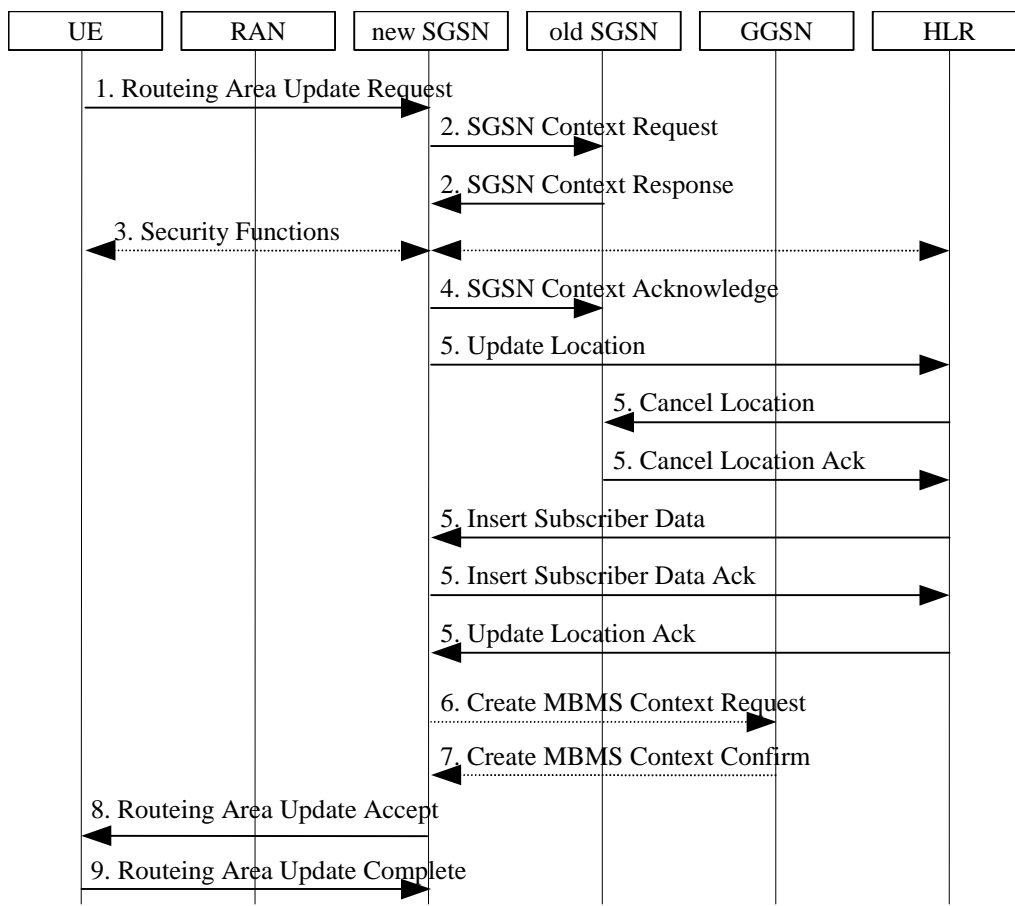 UE
RAN
new SGSN
old SGSN
GGSN
HLR
1. Routeing Area Update Request
2. SGSN Context Request
2. SGSN Context Response
3. Security Functions
4. SGSN Context Acknowledge
5. Update Location
5. Cancel Location
5. Cancel Location Ack
5. Insert Subscriber Data
5. Insert Subscriber Data Ack
5. Update Location Ack
6. Create MBMS Context Request
7. Create MBMS Context Confirm
8. Routeing Area Update Accept
9. Routeing Area Update Complete